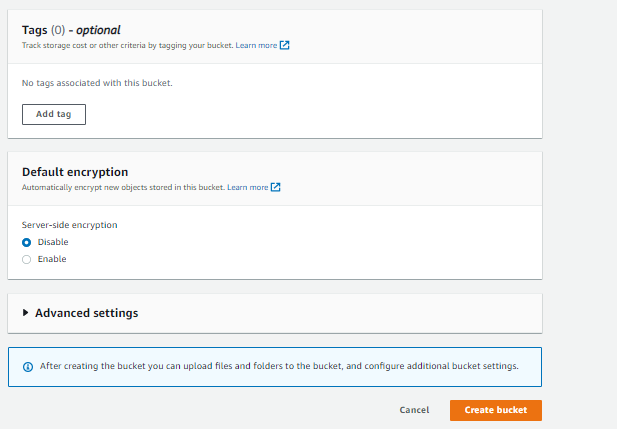 Tags (0) - optional
Track storage cost or other criteria by tagging your bucket. Learn more
No tags associated with this bucket.
Add tag
Default encryption
Automatically encrypt new objects stored in this bucket. Learn more
Server-side encryption
Disable
Enable
Advanced settings
After creating the bucket you can upload files and folders to the bucket, and configure additional bucket settings.
Cancel Create bucket